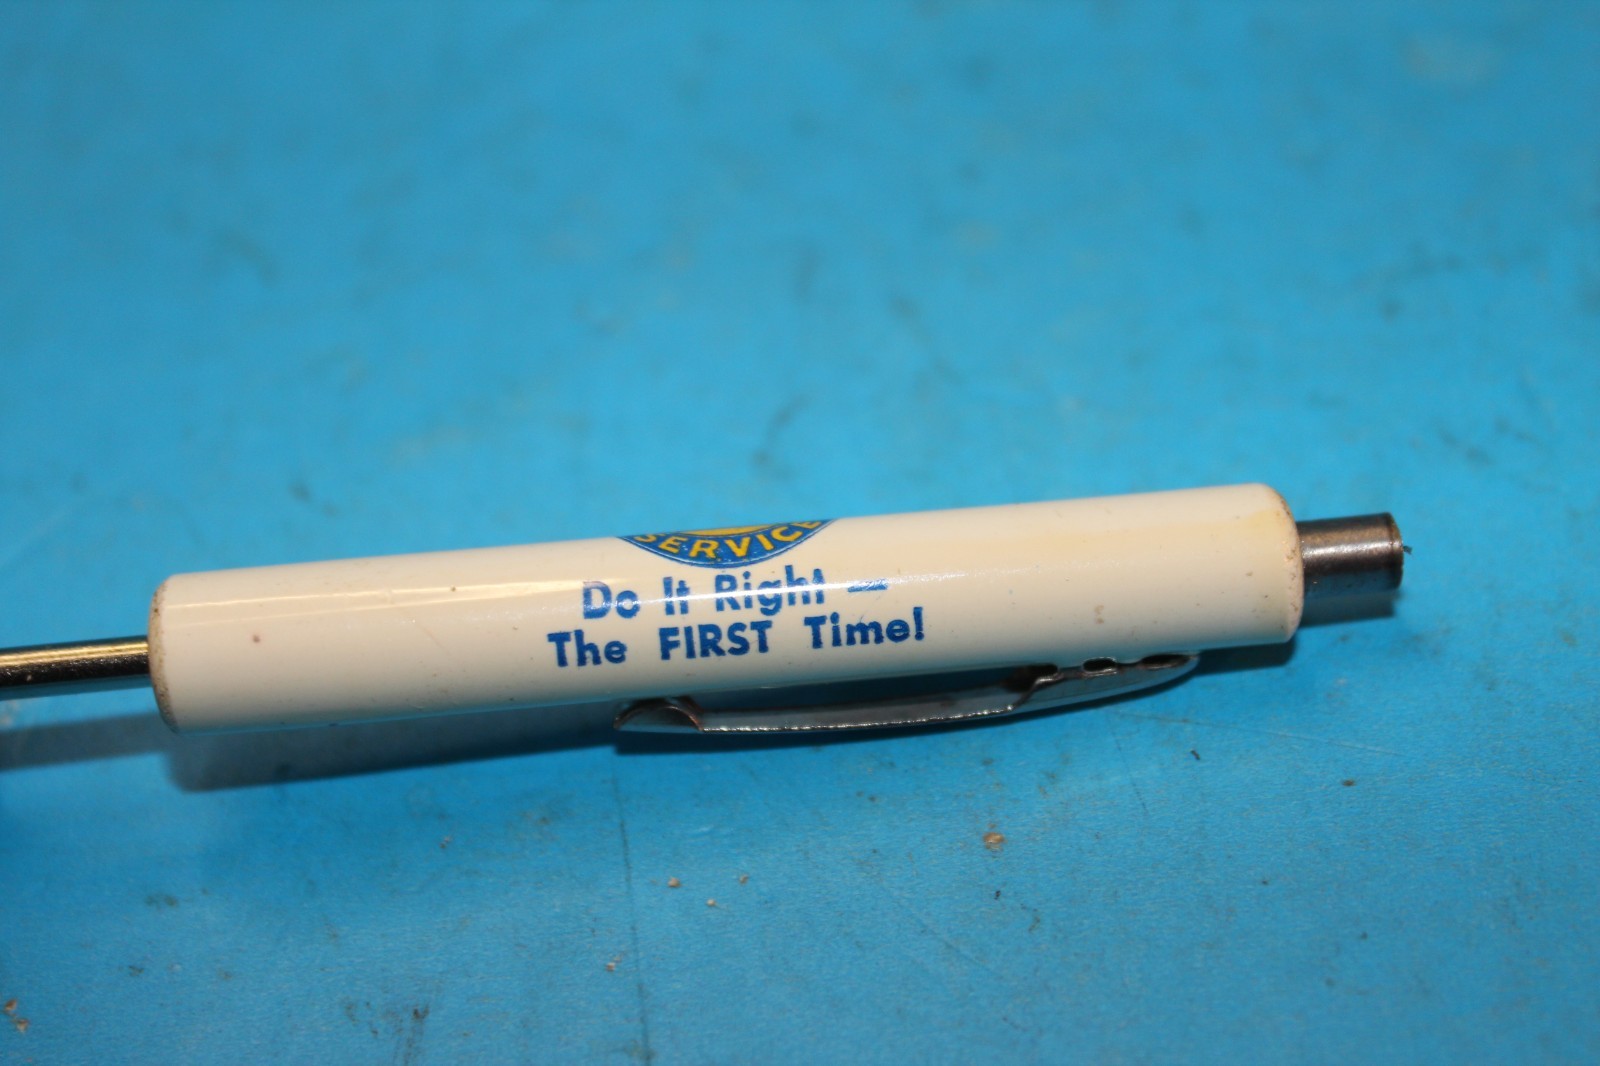 SERVICE
Do It Right —
The FIRST Time!